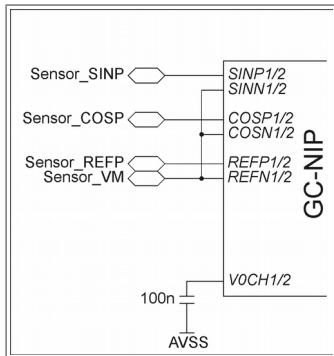 Sensor_SINP
SINP1/2
SINN1/2
Sensor_COSP
COSP1/2
COSN1/2
Sensor_REFP
REFP1/2
Sensor_VM
REFN1/2
GC-NIP
V0CH1/2
100n
AVSS